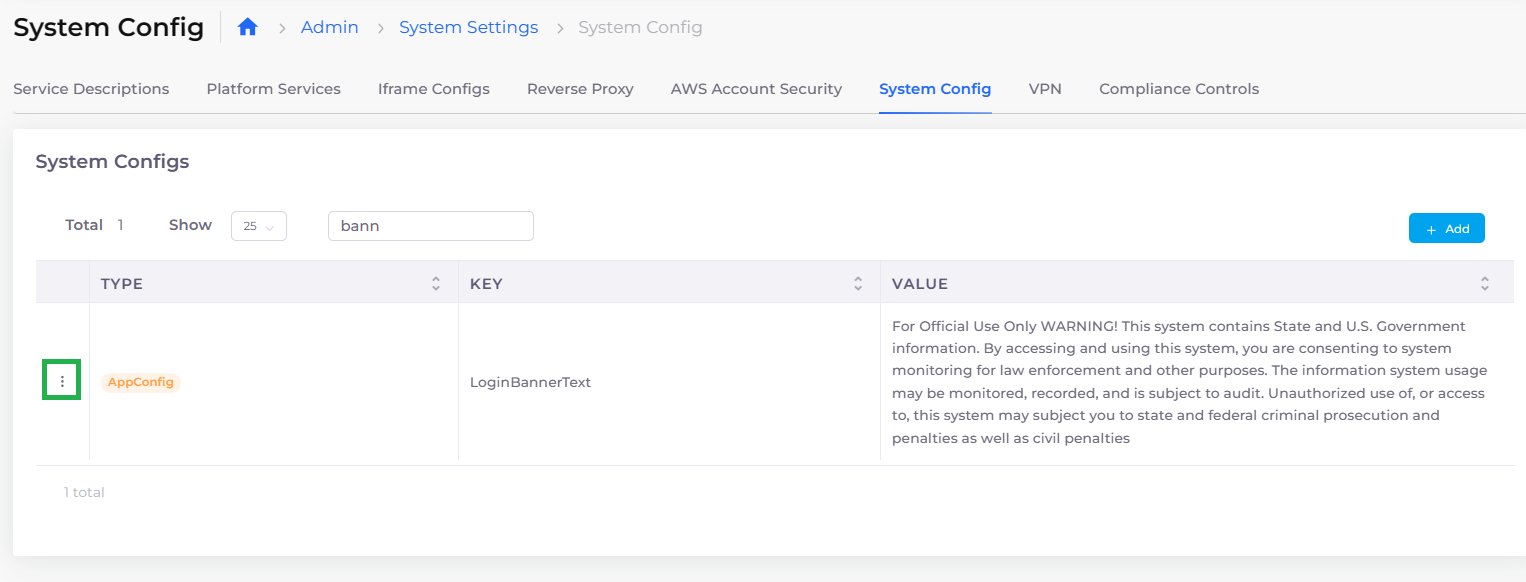 System Config
Admin
System Settings
System Config
Service Descriptions
Platform Services
Iframe Configs
Reverse Proxy
AWS Account Security
System Config
VPN
Compliance Controls
System Configs
Total 1
Show 25
bann
+ Add
TYPE
KEY
VALUE
AppConfig
LoginBannerText
For Official Use Only WARNING! This system contains State and U.S. Government
information. By accessing and using this system, you are consenting to system
monitoring for law enforcement and other purposes. The information system usage
may be monitored, recorded, and is subject to audit. Unauthorized use of, or access
to, this system may subject you to state and federal criminal prosecution and
penalties as well as civil penalties
1 total